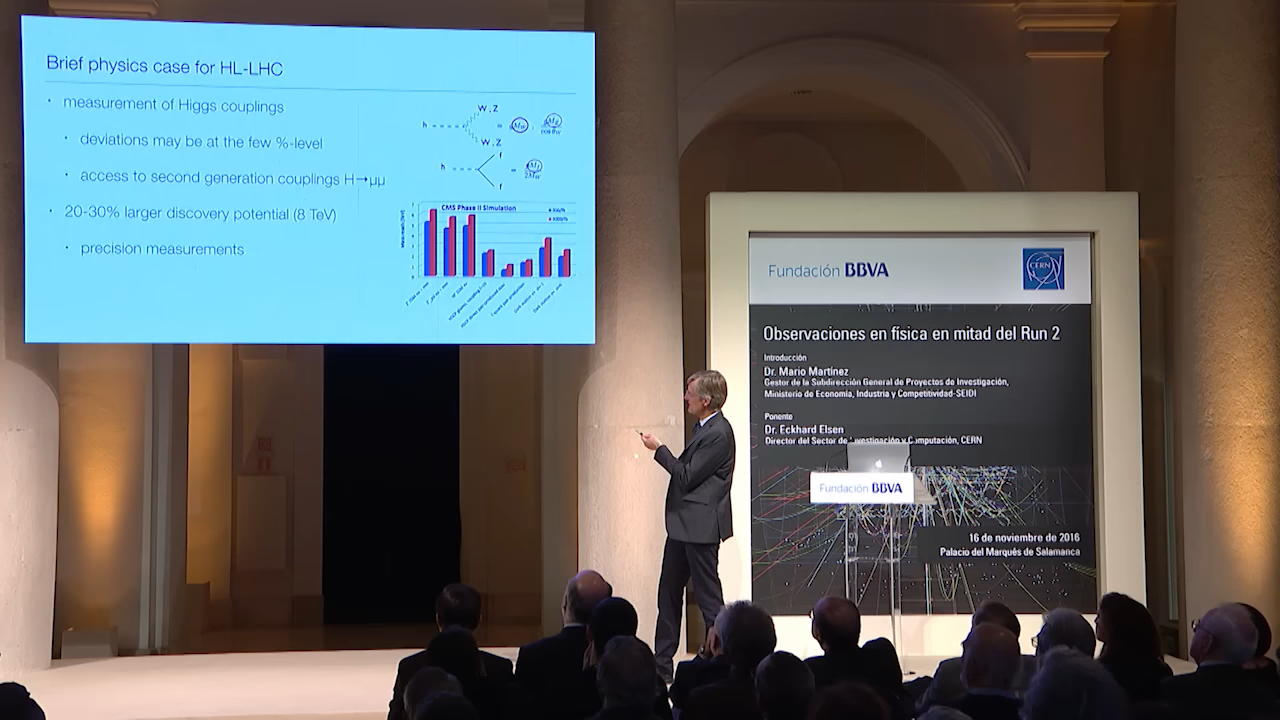 Brief physics case for HL-LHC
• measurement of Higgs couplings
• deviations may be at the few %-level
• access to second generation couplings H→μμ
• 20-30% larger discovery potential (8 TeV)
• precision measurements
h
W, Z
W, Z
=
h
f
f
=
CMS Phase II Simulation
Fundación BBVA
CERN
Observaciones en física en mitad del Run 2
Introducción
Dr. Mario Martínez
Gestor de la Subdirección General de Proyectos de Investigación,
Ministerio de Economía, Industria y Competitividad-SEIDI
Ponente
Dr. Eckhard Elsen
Director del Sector de Investigación y Computación, CERN
Fundación BBVA
16 de noviembre de 2016
Palacio del Marqués de Salamanca